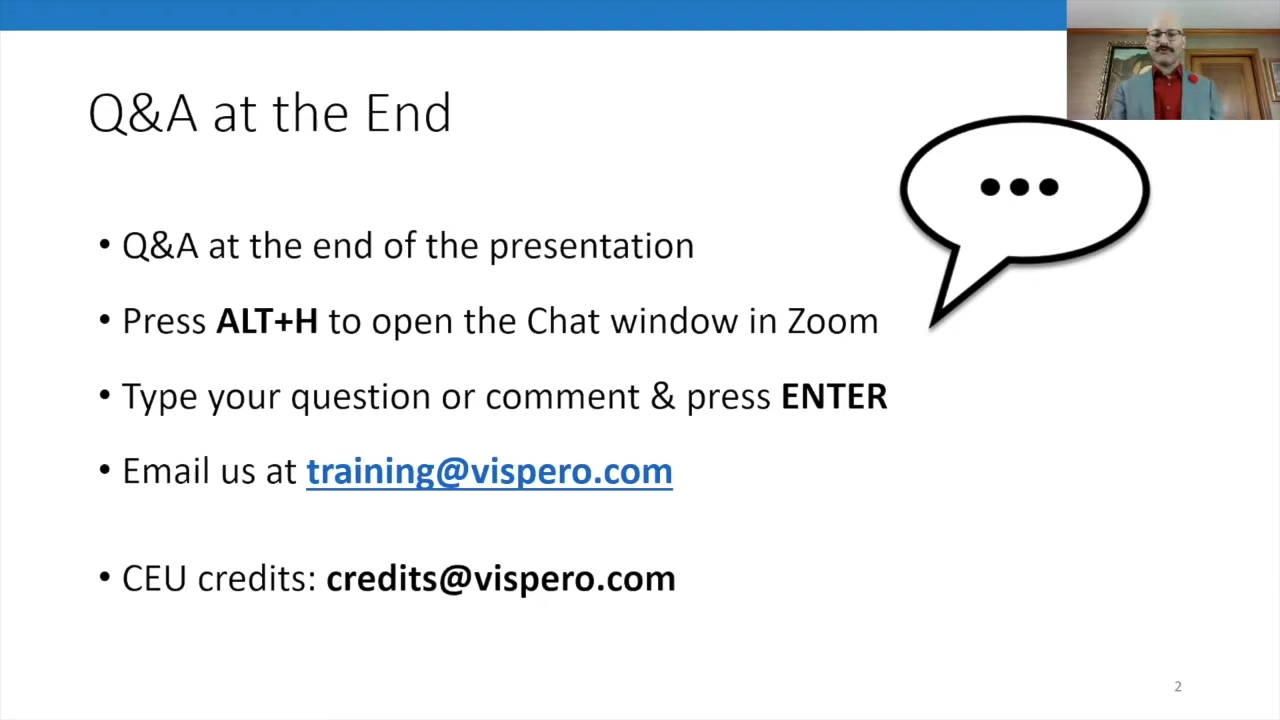 Q&A at the End
• Q&A at the end of the presentation
• Press ALT+H to open the Chat window in Zoom
• Type your question or comment & press ENTER
• Email us at training@vispero.com
• CEU credits: credits@vispero.com
2